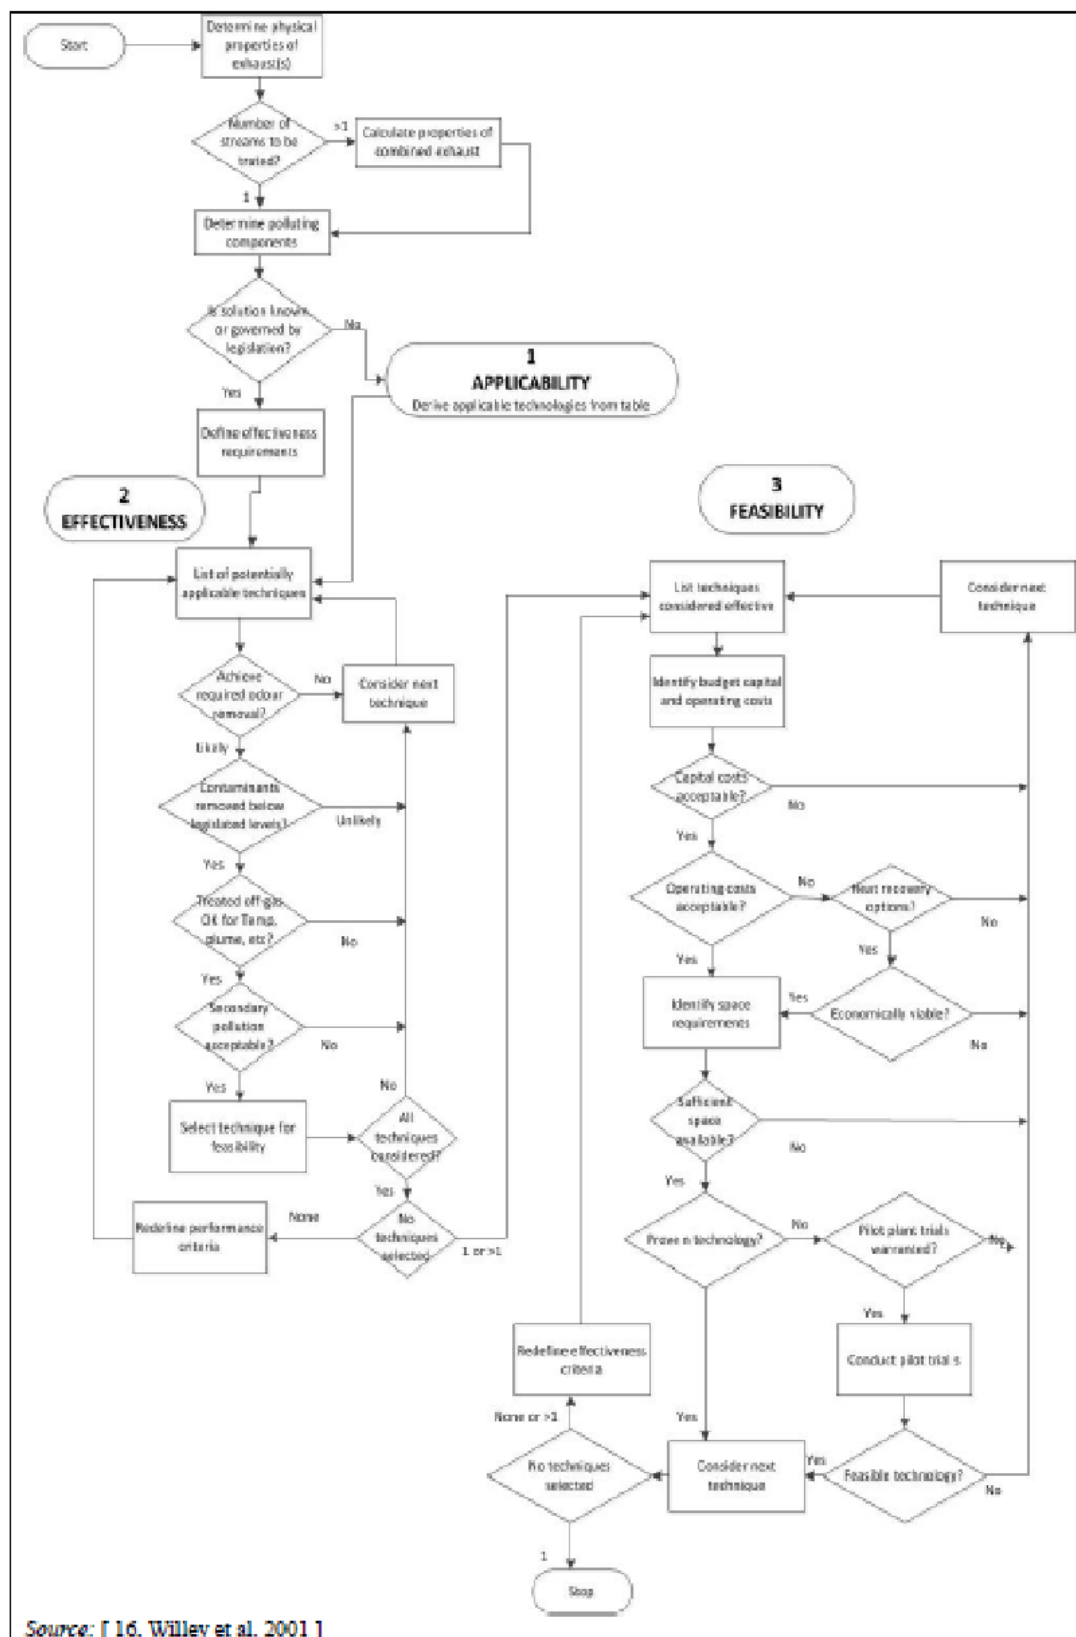 Start
Determine physical
properties of
exhaust(s)
Number of
streams to be
trated?
>1
Calculate properties of
combined exhaust
1
Determine polluting
components
Is solution known
or governed by
legislation?
No
1
APPLICABILITY
Derive applicable technologies from table
Yes
Define effectiveness
requirements
2
EFFECTIVENESS
List of potentially
applicable techniques
Achieve
required odour
removal?
No
Consider next
technique
Likely
Contaminants
removed below
legislated levels?
Unlikely
Yes
Treated off-gas
OK for Temp,
plume, etc?
No
Yes
Secondary
pollution
acceptable?
No
Yes
Select technique for
feasibility
No
All
techniques
considered?
Yes
No
techniques
selected
None
Redefine performance
criteria
1 or >1
3
FEASIBILITY
List techniques
considered effective
Consider next
technique
Identify budget capital
and operating costs
Capital costs
acceptable?
No
Yes
Operating costs
acceptable?
No
recovery
options?
No
Yes
Yes
Identify space
requirements
Yes
Economically viable?
No
Sufficient
space
available?
No
Yes
Proven technology?
No
Pilot plant trials
warranted?
No
Yes
Conduct pilot trials
Redefine effectiveness
criteria
None or >1
Yes
No techniques
selected
Consider next
technique
Yes
Feasible technology?
No
1
Stop
Source: [ 16, Willey et al. 2001 ]